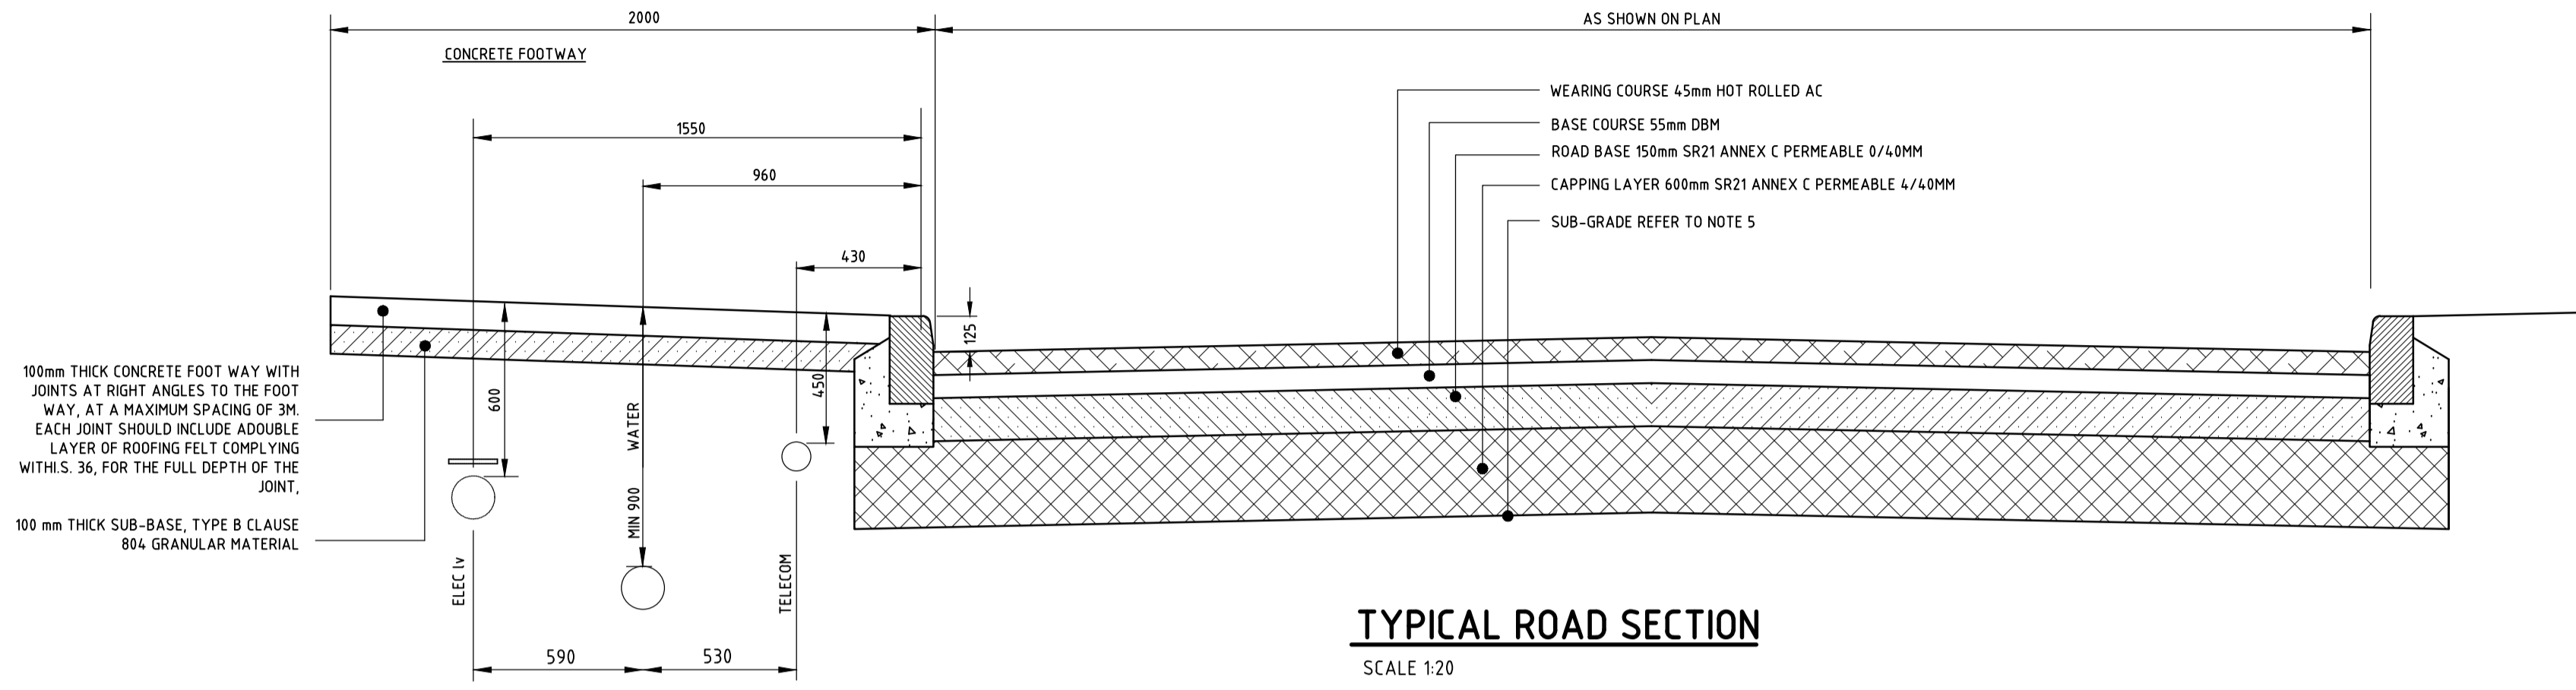 2000
AS SHOWN ON PLAN
CONCRETE FOOTWAY
WEARING COURSE 45mm HOT ROLLED AC
BASE COURSE 55mm DBM
ROAD BASE 150mm SR21 ANNEX C PERMEABLE 0/40MM
CAPPING LAYER 600mm SR21 ANNEX C PERMEABLE 4/40MM
SUB-GRADE REFER TO NOTE 5
1550
960
430
125
100mm THICK CONCRETE FOOT WAY WITH
JOINTS AT RIGHT ANGLES TO THE FOOT
WAY, AT A MAXIMUM SPACING OF 3M.
EACH JOINT SHOULD INCLUDE ADOUBLE
LAYER OF ROOFING FELT COMPLYING
WITHI.S. 36, FOR THE FULL DEPTH OF THE
JOINT,
100 mm THICK SUB-BASE, TYPE B CLAUSE
804 GRANULAR MATERIAL
600
MIN 900 WATER
450
ELEC lv
TELECOM
590
530
TYPICAL ROAD SECTION
SCALE 1:20